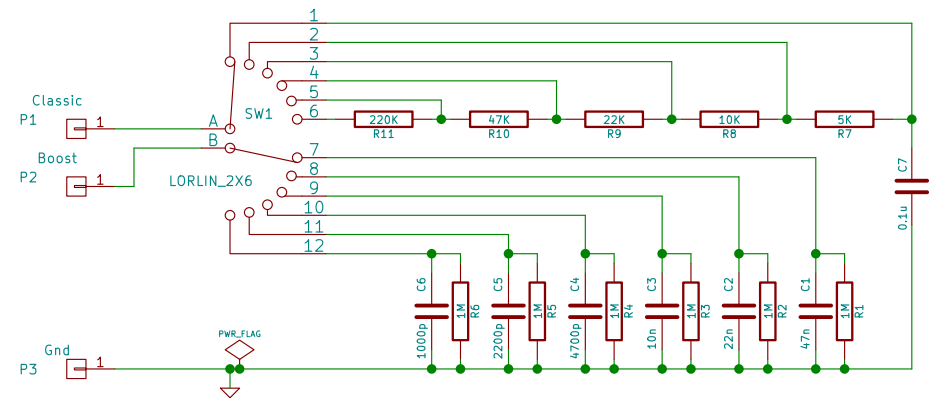 1
2
3
4
5
6
Classic
P1
1
A
SW1
B
220K
R11
47K
R10
22K
R9
10K
R8
5K
R7
Boost
P2
1
LORLIN_2X6
7
8
9
10
11
12
C7
0.1u
C6
1000p
1M
R6
C5
2200p
1M
R5
C4
4700p
1M
R4
C3
10n
1M
R3
C2
22n
1M
R2
C1
47n
1M
R1
PWR_FLAG
Gnd
P3
1